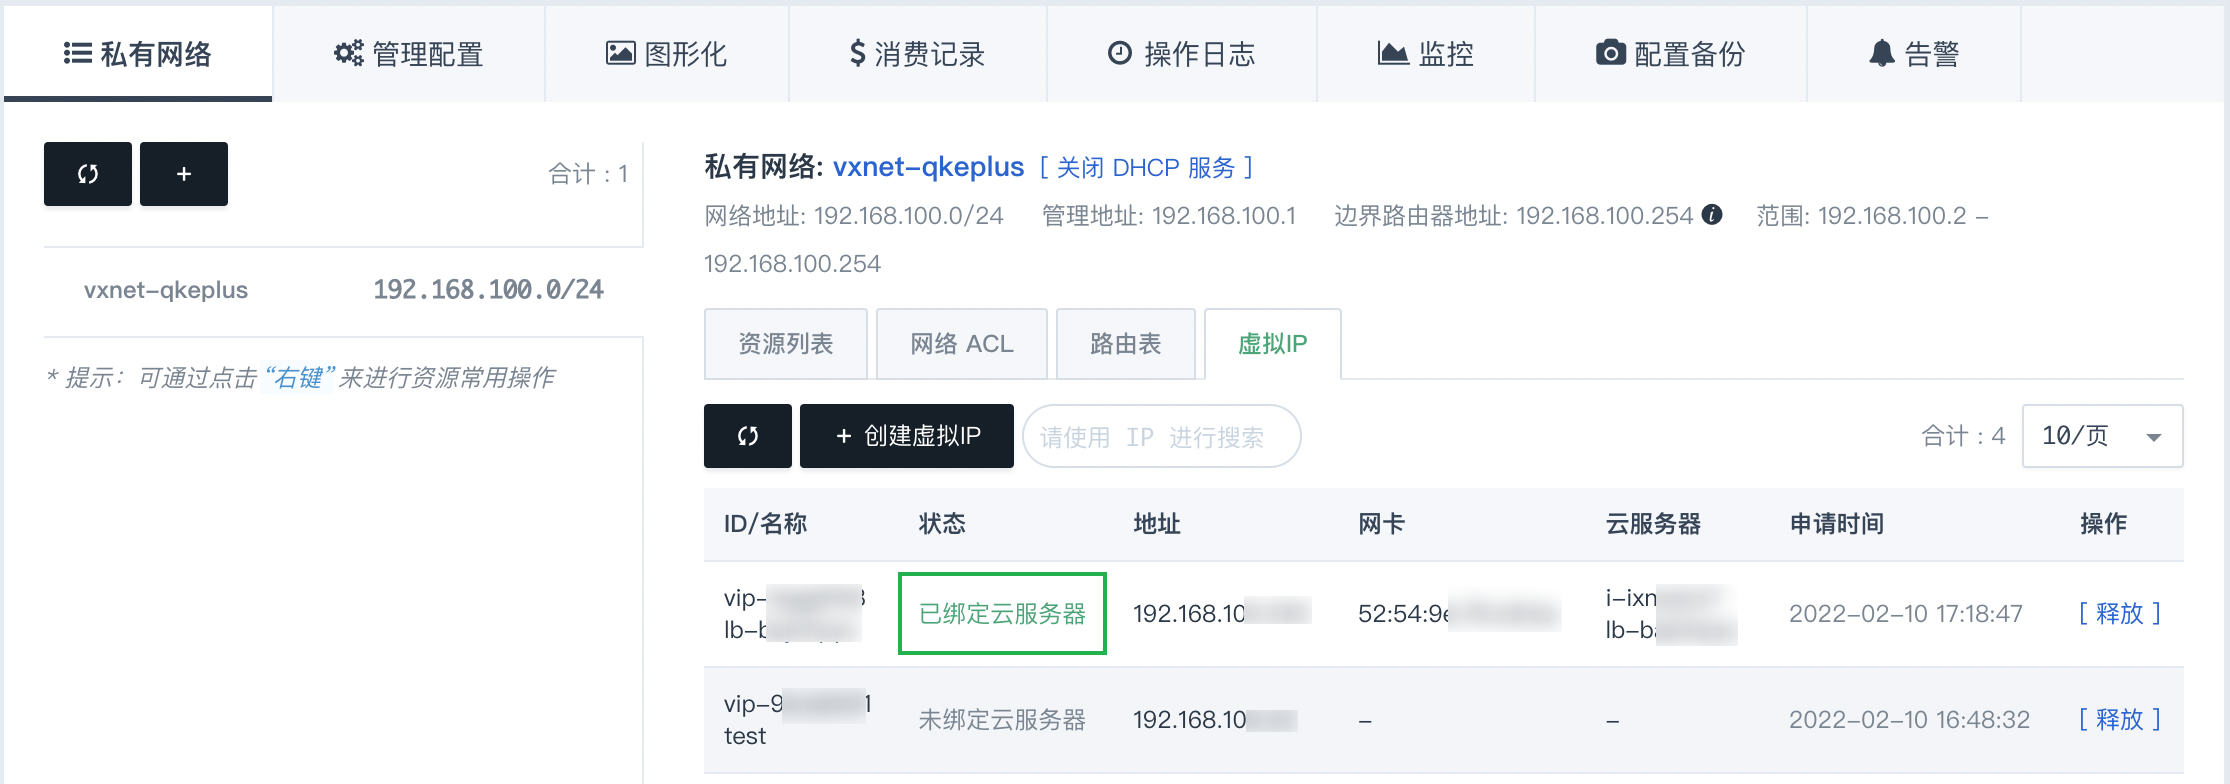 私有网络
管理配置
图形化
消费记录
操作日志
监控
配置备份
告警
合计：1
vxnet-qkeplus 192.168.100.0/24
* 提示：可通过点击“右键”来进行资源常用操作
私有网络: vxnet-qkeplus [ 关闭 DHCP 服务 ]
网络地址: 192.168.100.0/24 管理地址: 192.168.100.1 边界路由器地址: 192.168.100.254 范围: 192.168.100.2 –
192.168.100.254
资源列表 网络 ACL 路由表 虚拟IP
+ 创建虚拟IP 请使用 IP 进行搜索 合计：4 10/页
ID/名称 状态 地址 网卡 云服务器 申请时间 操作
vip- 已绑定云服务器 192.168.10 52:54:9e i-ixn 2022-02-10 17:18:47 [ 释放 ]
lb-b lb-ba
vip-9 未绑定云服务器 192.168.10 – – 2022-02-10 16:48:32 [ 释放 ]
test